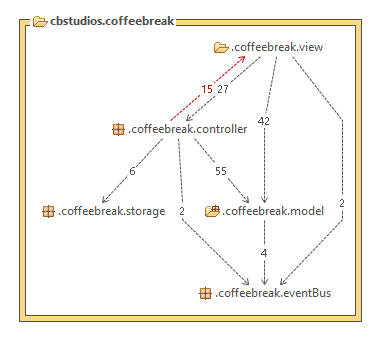 cbstudios.coffeebreak
.coffeebreak.view
15 27
.coffeebreak.controller
42
6
55
.coffeebreak.storage
.coffeebreak.model
2
2
4
.coffeebreak.eventBus